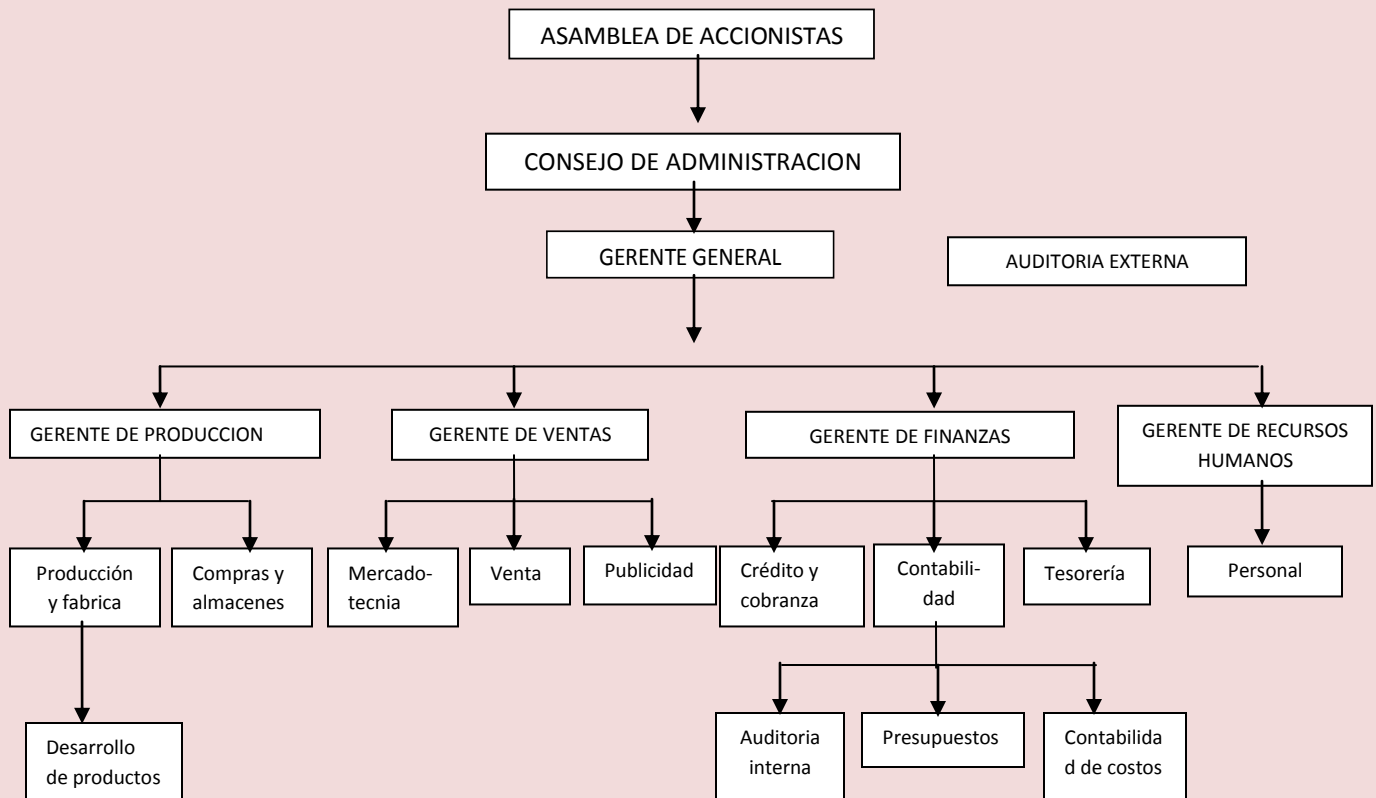 ASAMBLEA DE ACCIONISTAS
CONSEJO DE ADMINISTRACION
GERENTE GENERAL
AUDITORIA EXTERNA
GERENTE DE PRODUCCION
GERENTE DE VENTAS
GERENTE DE FINANZAS
GERENTE DE RECURSOS
HUMANOS
Producción
y fabrica
Compras y
almacenes
Mercado-
tecnia
Venta
Publicidad
Crédito y
cobranza
Contabili-
dad
Tesorería
Personal
Desarrollo
de productos
Auditoria
interna
Presupuestos
Contabilida
d de costos